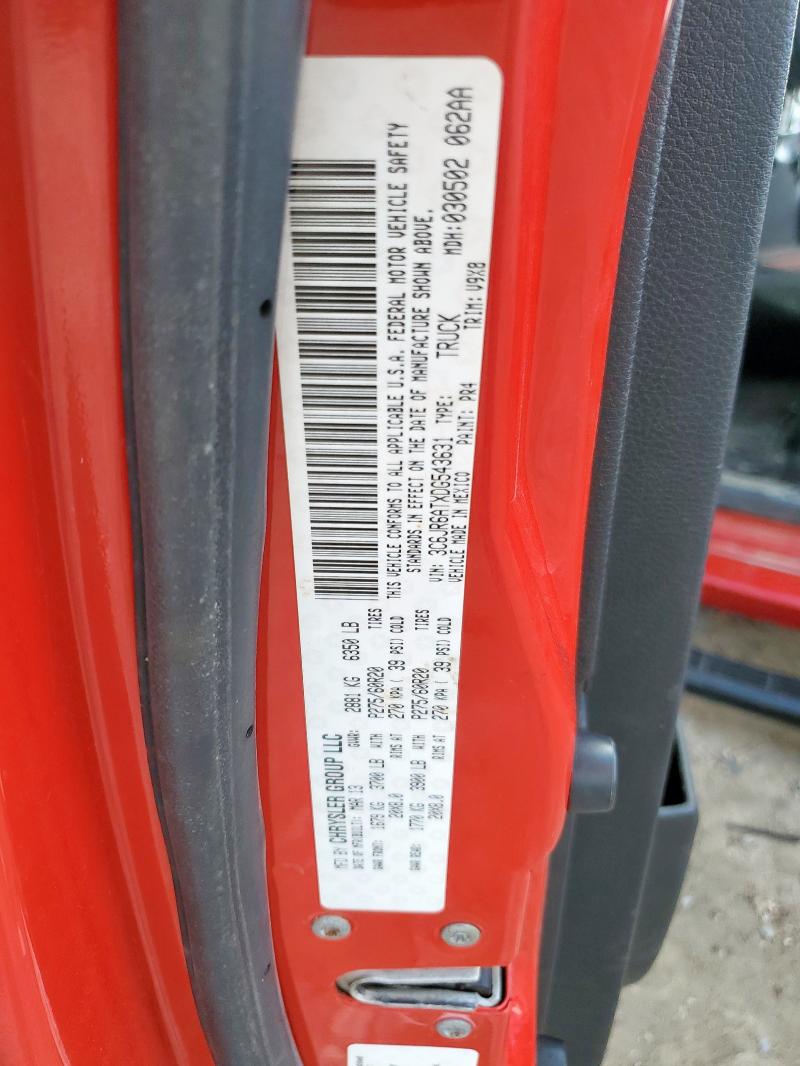 MFD BY CHRYSLER GROUP LLC
DATE OF MFR(BUILT): MAR 13 GVWR: 2881 KG 6350 LB
GAWR FRONT: 1678 KG 3700 LB WITH P275/60R20 TIRES
20X8.0 RIMS AT 270 KPA ( 39 PSI) COLD
GAWR REAR: 1770 KG 3900 LB WITH P275/60R20 TIRES
20X8.0 RIMS AT 270 KPA ( 39 PSI) COLD
THIS VEHICLE CONFORMS TO ALL APPLICABLE U.S.A. FEDERAL MOTOR VEHICLE SAFETY
STANDARDS IN EFFECT ON THE DATE OF MANUFACTURE SHOWN ABOVE.
VIN: 3C6JR6ATXDG543631 TYPE: TRUCK MDH:030502 062AA
VEHICLE MADE IN MEXICO PAINT: PR4 TRIM: V9X8